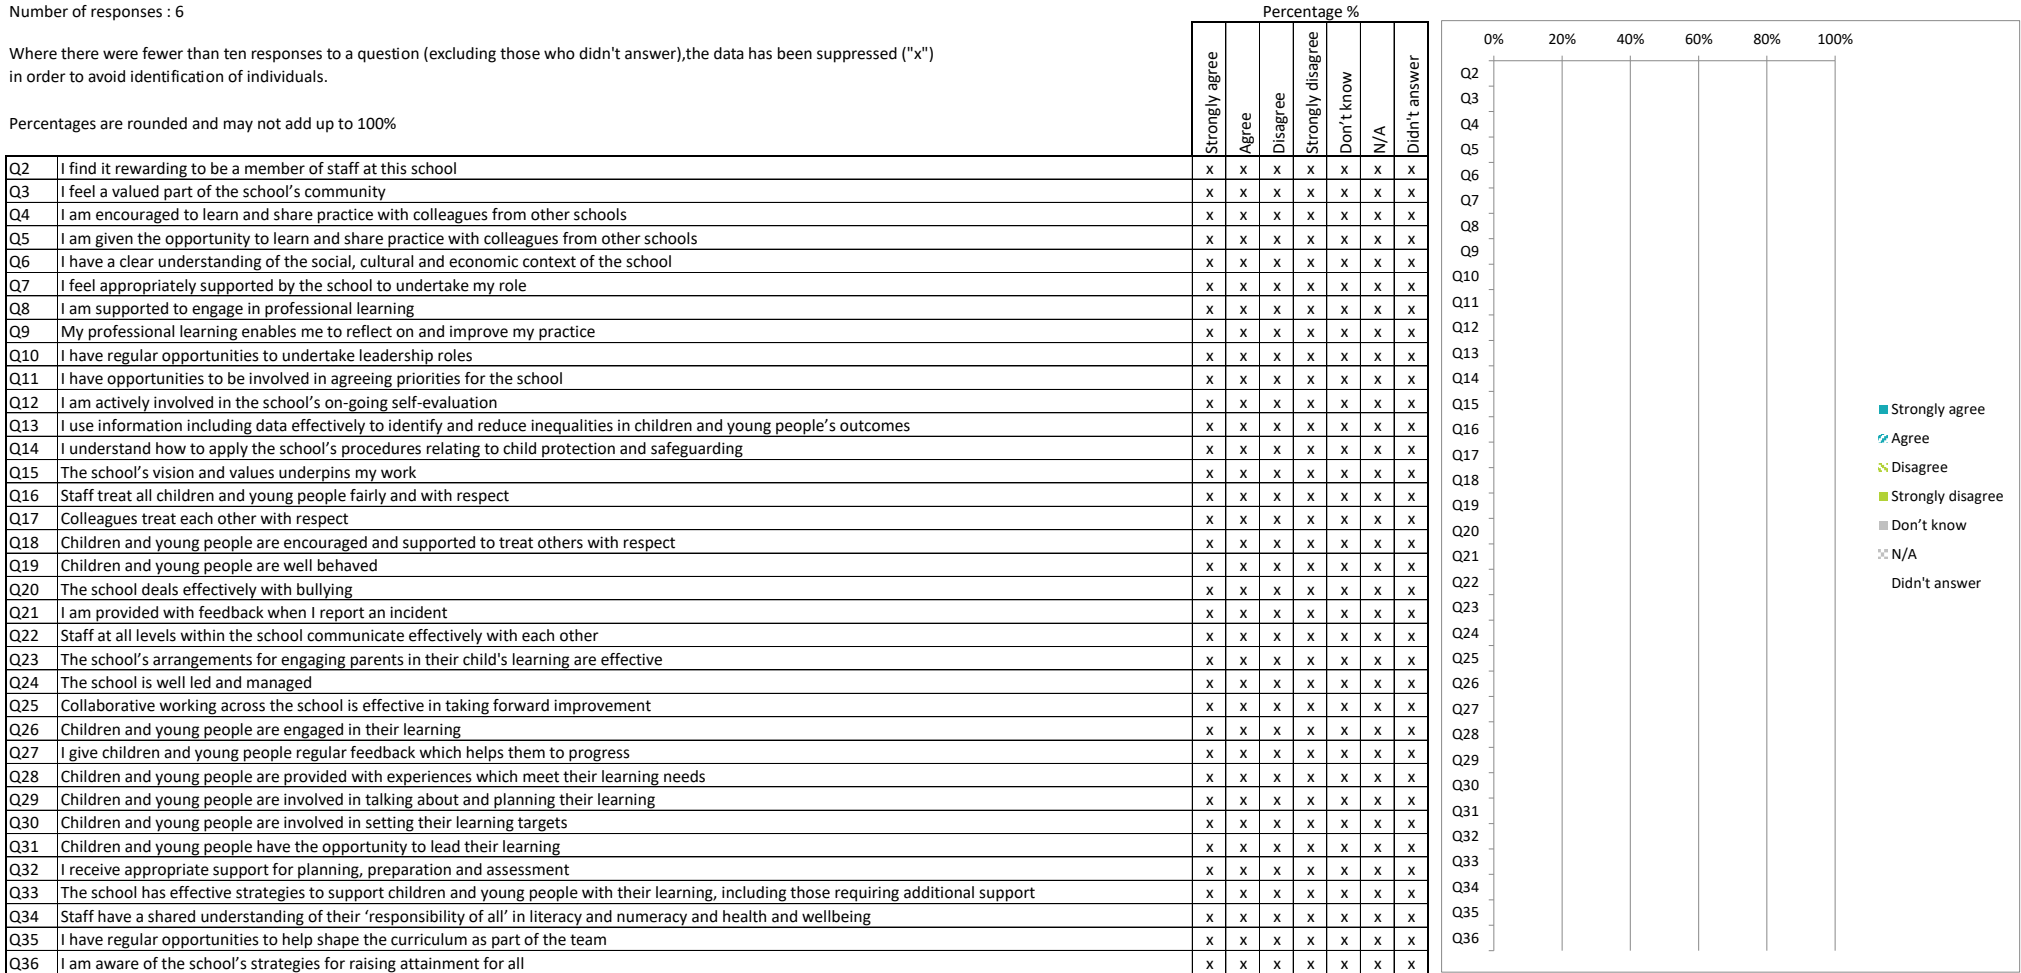 Number of responses : 6
Percentage %
Where there were fewer than ten responses to a question (excluding those who didn't answer),the data has been suppressed ("x")
in order to avoid identification of individuals.
Percentages are rounded and may not add up to 100%
Strongly agree
Agree
Disagree
Strongly disagree
Don't know
N/A
Didn't answer
Q2 I find it rewarding to be a member of staff at this school x x x x x x x
Q3 I feel a valued part of the school’s community x x x x x x x
Q4 I am encouraged to learn and share practice with colleagues from other schools x x x x x x x
Q5 I am given the opportunity to learn and share practice with colleagues from other schools x x x x x x x
Q6 I have a clear understanding of the social, cultural and economic context of the school x x x x x x x
Q7 I feel appropriately supported by the school to undertake my role x x x x x x x
Q8 I am supported to engage in professional learning x x x x x x x
Q9 My professional learning enables me to reflect on and improve my practice x x x x x x x
Q10 I have regular opportunities to undertake leadership roles x x x x x x x
Q11 I have opportunities to be involved in agreeing priorities for the school x x x x x x x
Q12 I am actively involved in the school’s on-going self-evaluation x x x x x x x
Q13 I use information including data effectively to identify and reduce inequalities in children and young people’s outcomes x x x x x x x
Q14 I understand how to apply the school’s procedures relating to child protection and safeguarding x x x x x x x
Q15 The school’s vision and values underpins my work x x x x x x x
Q16 Staff treat all children and young people fairly and with respect x x x x x x x
Q17 Colleagues treat each other with respect x x x x x x x
Q18 Children and young people are encouraged and supported to treat others with respect x x x x x x x
Q19 Children and young people are well behaved x x x x x x x
Q20 The school deals effectively with bullying x x x x x x x
Q21 I am provided with feedback when I report an incident x x x x x x x
Q22 Staff at all levels within the school communicate effectively with each other x x x x x x x
Q23 The school’s arrangements for engaging parents in their child's learning are effective x x x x x x x
Q24 The school is well led and managed x x x x x x x
Q25 Collaborative working across the school is effective in taking forward improvement x x x x x x x
Q26 Children and young people are engaged in their learning x x x x x x x
Q27 I give children and young people regular feedback which helps them to progress x x x x x x x
Q28 Children and young people are provided with experiences which meet their learning needs x x x x x x x
Q29 Children and young people are involved in talking about and planning their learning x x x x x x x
Q30 Children and young people are involved in setting their learning targets x x x x x x x
Q31 Children and young people have the opportunity to lead their learning x x x x x x x
Q32 I receive appropriate support for planning, preparation and assessment x x x x x x x
Q33 The school has effective strategies to support children and young people with their learning, including those requiring additional support x x x x x x x
Q34 Staff have a shared understanding of their ‘responsibility of all’ in literacy and numeracy and health and wellbeing x x x x x x x
Q35 I have regular opportunities to help shape the curriculum as part of the team x x x x x x x
Q36 I am aware of the school’s strategies for raising attainment for all x x x x x x x
0% 20% 40% 60% 80% 100%
Q2
Q3
Q4
Q5
Q6
Q7
Q8
Q9
Q10
Q11
Q12
Q13
Q14
Q15
Q16
Q17
Q18
Q19
Q20
Q21
Q22
Q23
Q24
Q25
Q26
Q27
Q28
Q29
Q30
Q31
Q32
Q33
Q34
Q35
Q36
Strongly agree
Agree
Disagree
Strongly disagree
Don’t know
N/A
Didn't answer